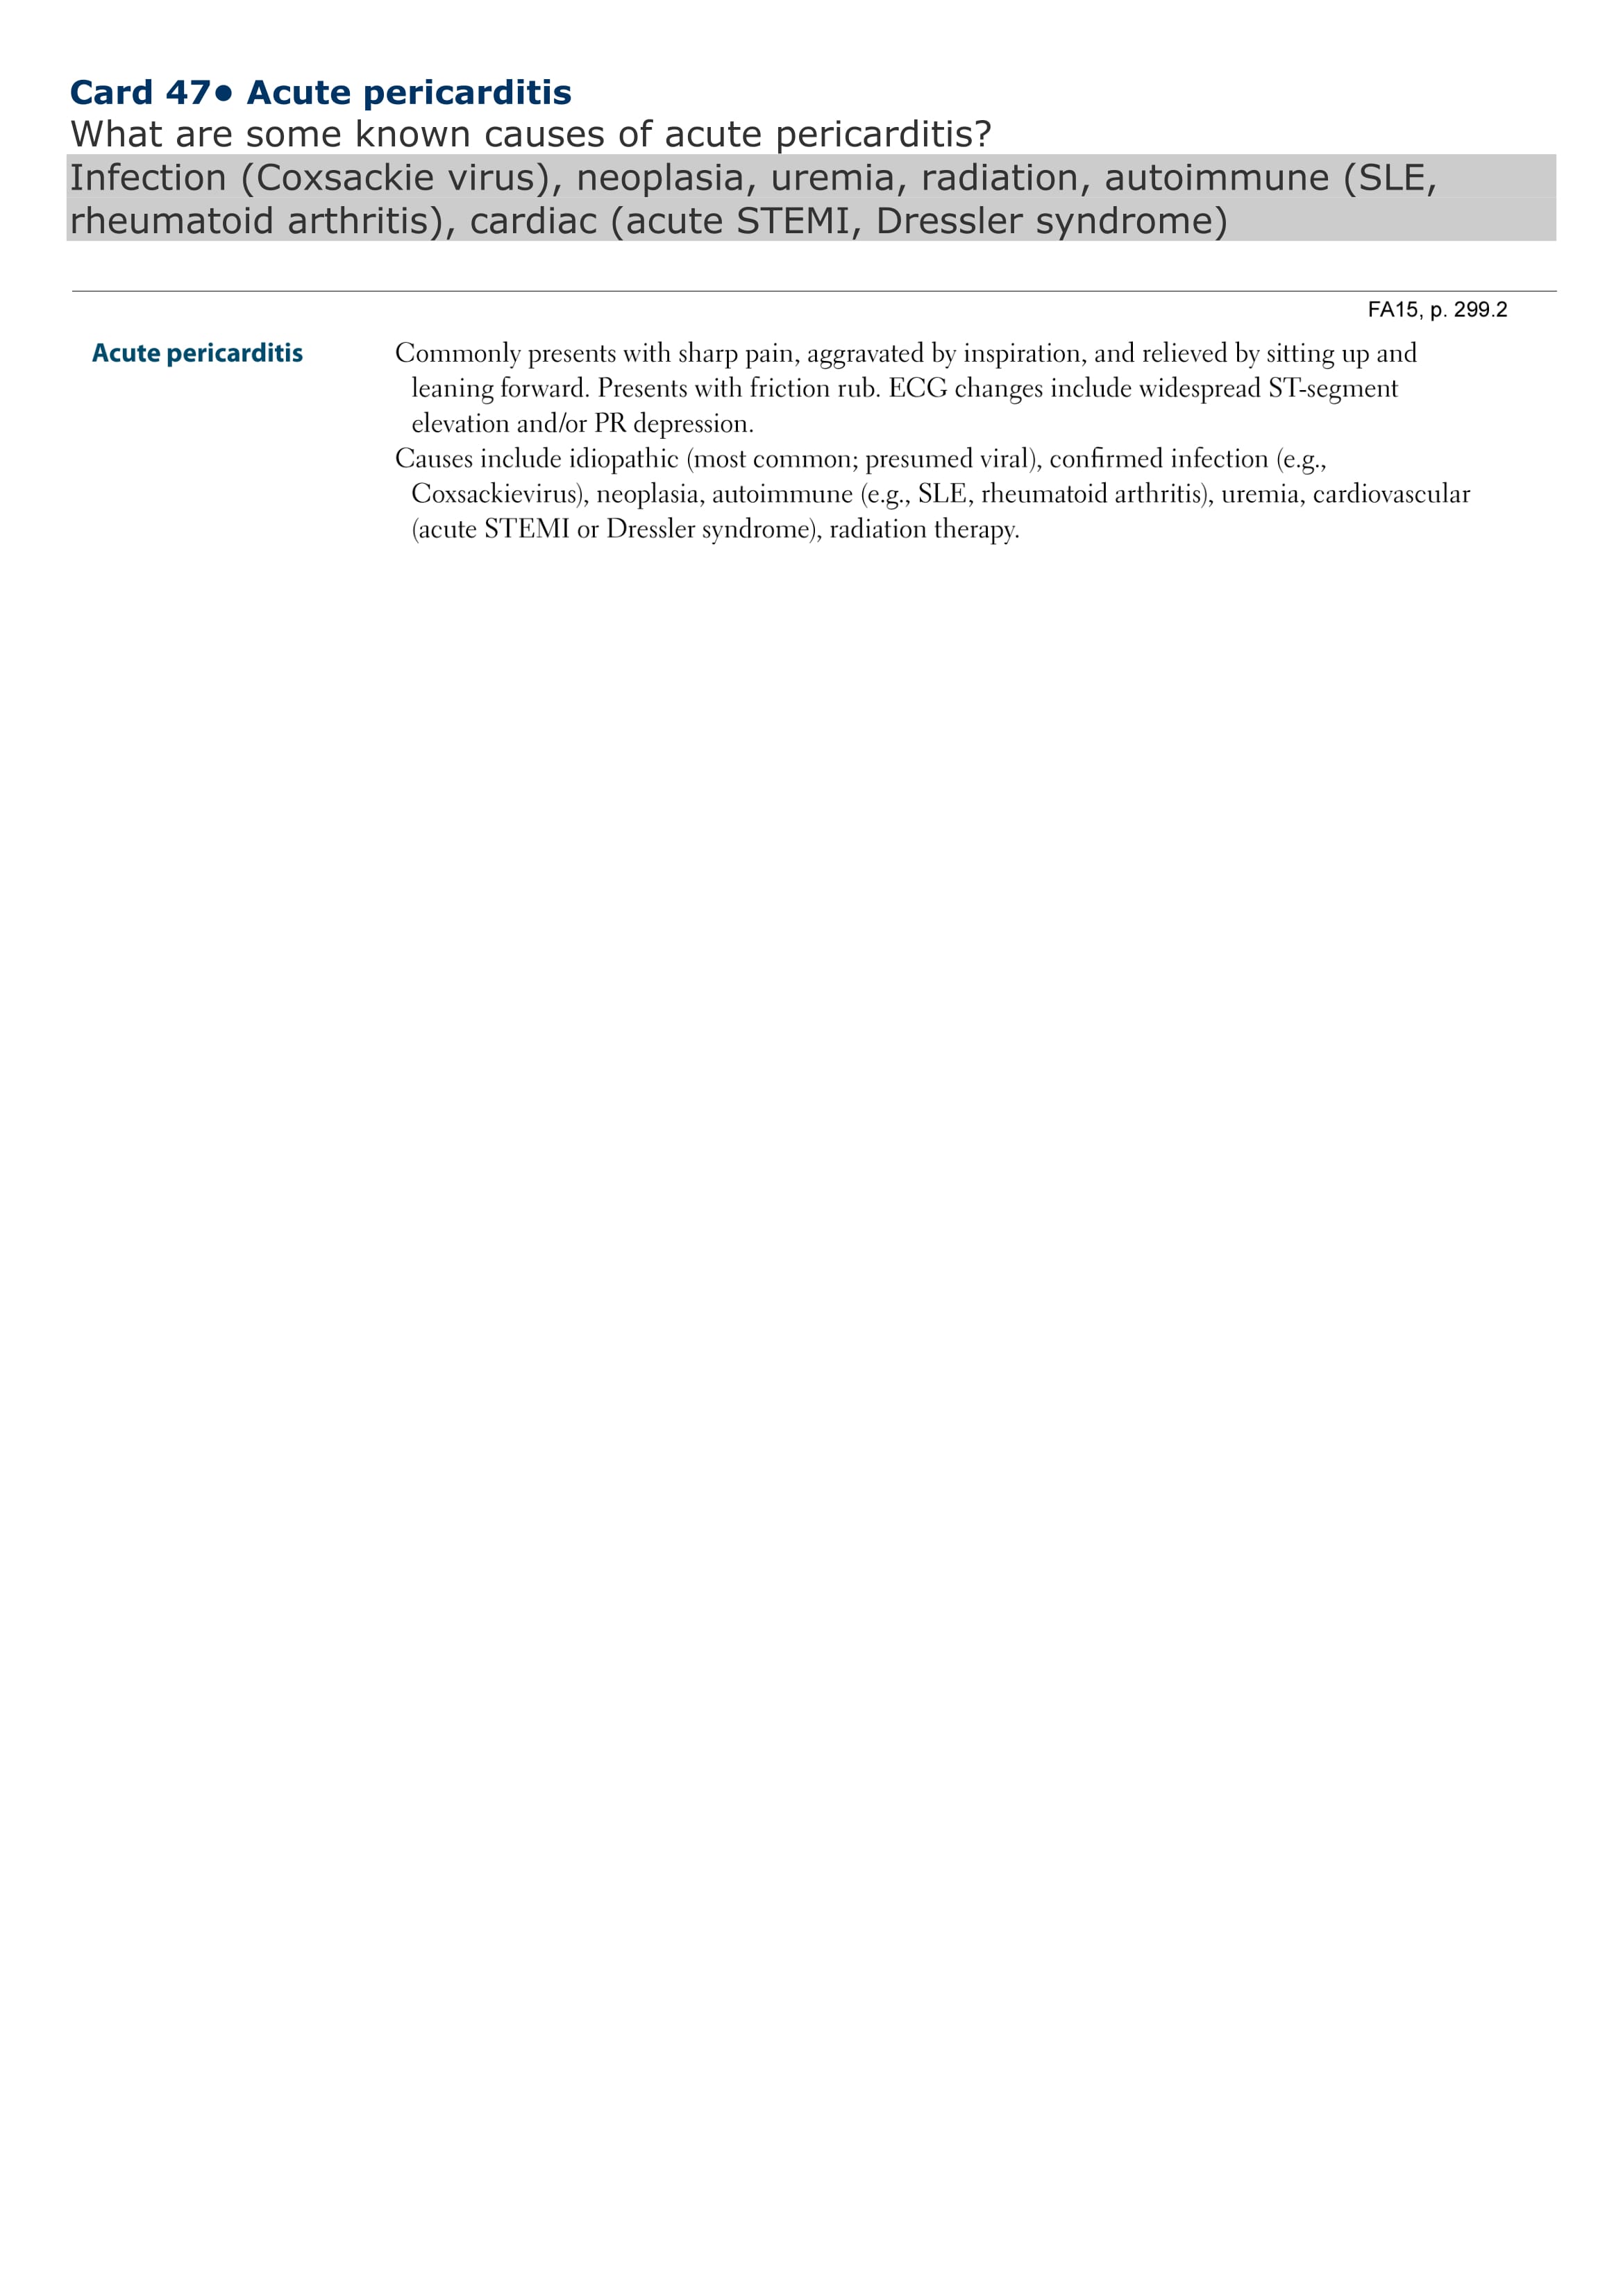 Card 47• Acute pericarditis
What are some known causes of acute pericarditis?
Infection (Coxsackie virus), neoplasia, uremia, radiation, autoimmune (SLE,
rheumatoid arthritis), cardiac (acute STEMI, Dressler syndrome)
FA15, p. 299.2
Acute pericarditis
Commonly presents with sharp pain, aggravated by inspiration, and relieved by sitting up and
leaning forward. Presents with friction rub. ECG changes include widespread ST-segment
elevation and/or PR depression.
Causes include idiopathic (most common; presumed viral), confirmed infection (e.g.,
Coxsackievirus), neoplasia, autoimmune (e.g., SLE, rheumatoid arthritis), uremia, cardiovascular
(acute STEMI or Dressler syndrome), radiation therapy.